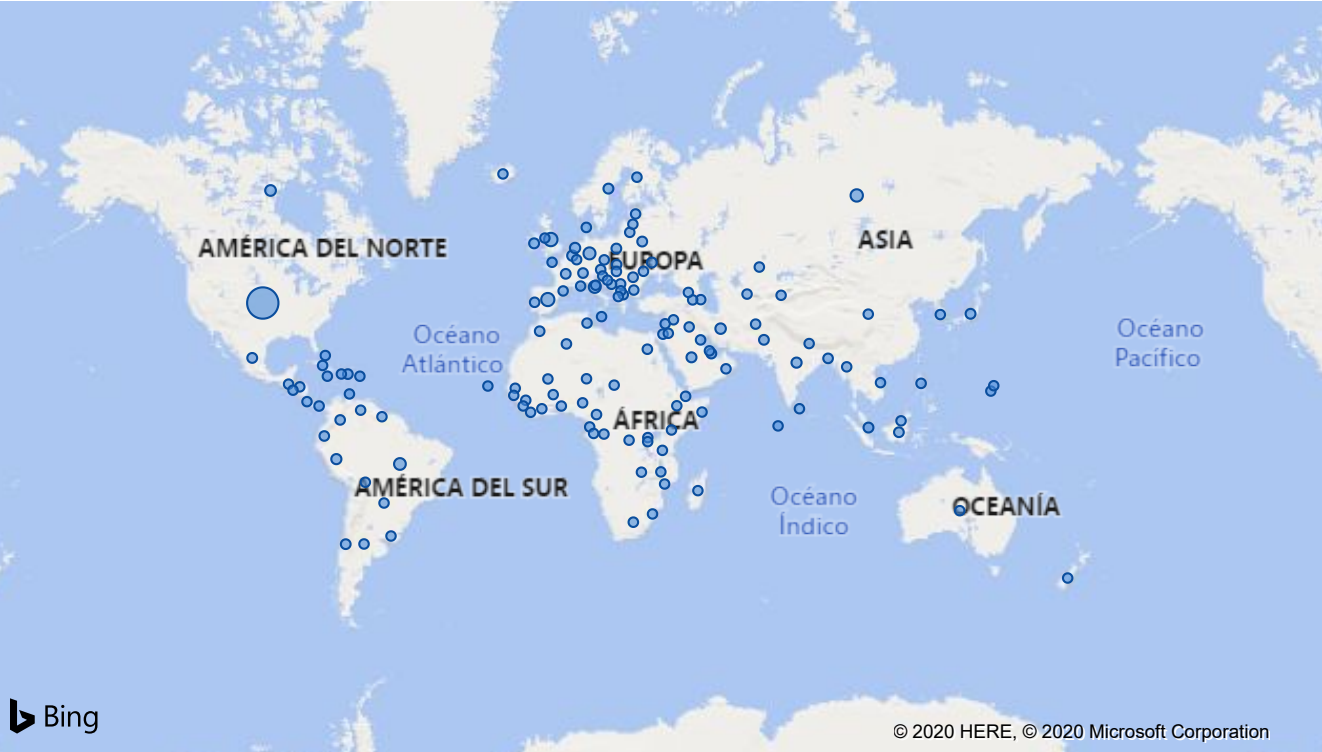 AMÉRICA DEL NORTE
EUROPA
ASIA
Océano
Atlántico
Océano
Pacífico
ÁFRICA
AMÉRICA DEL SUR
Océano
Índico
OCEANÍA
Bing
© 2020 HERE, © 2020 Microsoft Corporation